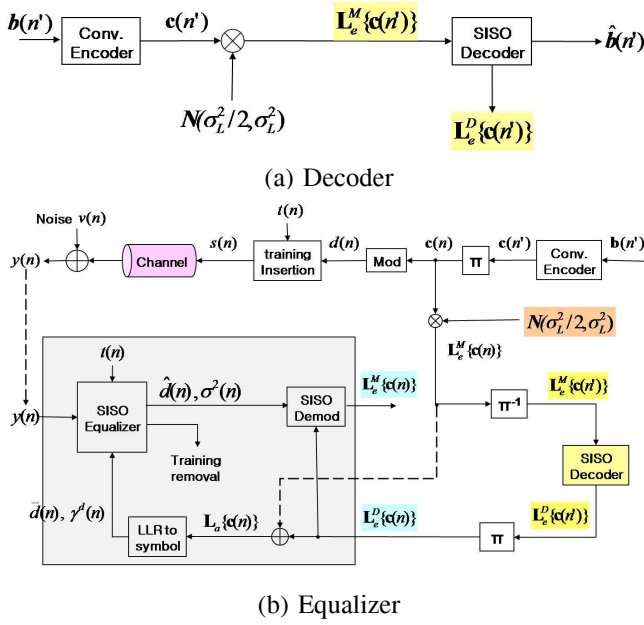 b(n') Conv. Encoder c(n') L_e^M{c(n')} SISO Decoder b̂(n')
N(σ_L^2/2,σ_L^2)
L_e^D{c(n')}
(a) Decoder
Noise v(n)
t(n)
y(n) Channel s(n) training Insertion d(n) Mod c(n) π c(n') Conv. Encoder b(n')
N(σ_L^2/2,σ_L^2)
L_e^M{c(n)}
t(n)
y(n) SISO Equalizer d̂(n),σ^2(n) SISO Demod L_e^M{c(n)}
π^-1 L_e^M{c(n')}
Training removal
SISO Decoder
d̄(n), γ^d(n) LLR to symbol L_a{c(n)} L_e^D{c(n)} π L_e^D{c(n')}
(b) Equalizer